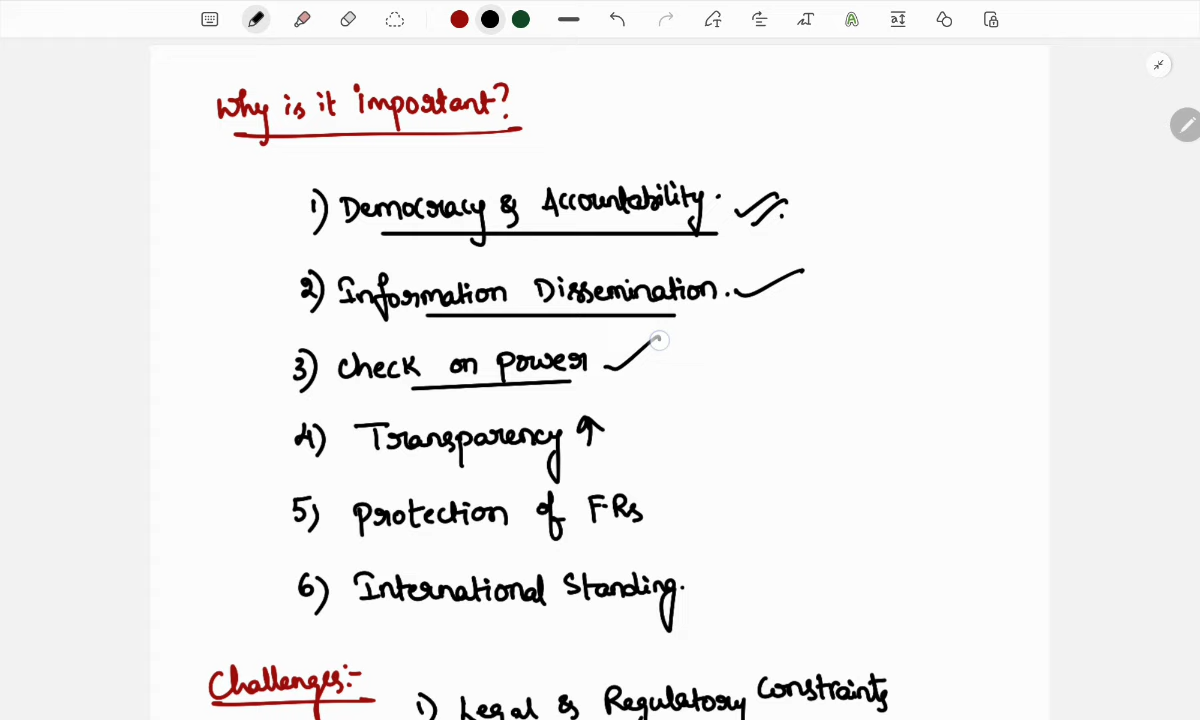 Why is it important?
1) Democracy & Accountability.
2) Information Dissemination.
3) Check on Power
4) Transparency ↑
5) Protection of FRs
6) International Standing.
Challenges:-
1) Legal & Regulatory Constraints